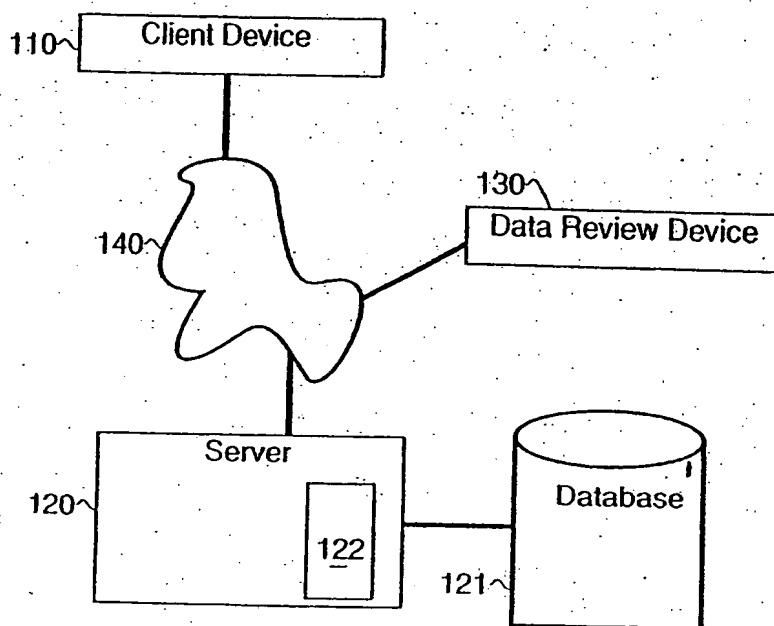 110 Client Device
130
Data Review Device
140
Server
120
122
Database
121